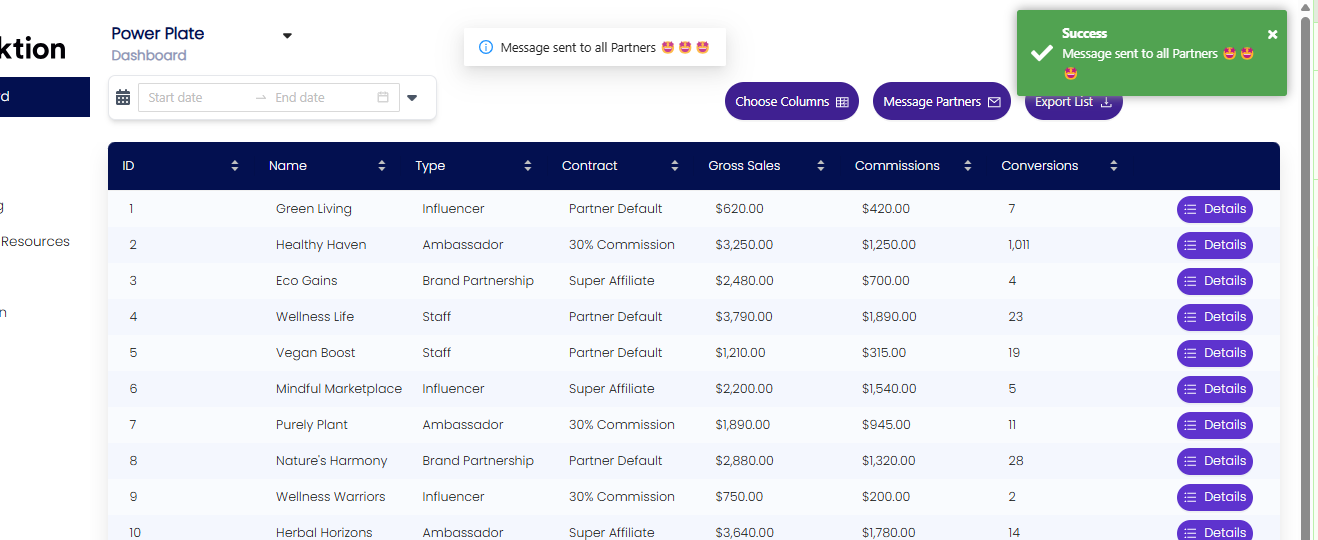 ktion
Power Plate
Dashboard
Message sent to all Partners 🤩 🤩 🤩
Success
Message sent to all Partners 🤩 🤩
🤩
d
g
Resources
n
Start date → End date
Choose Columns
Message Partners
Export List
ID Name Type Contract Gross Sales Commissions Conversions
1 Green Living Influencer Partner Default $620.00 $420.00 7 Details
2 Healthy Haven Ambassador 30% Commission $3,250.00 $1,250.00 1,011 Details
3 Eco Gains Brand Partnership Super Affiliate $2,480.00 $700.00 4 Details
4 Wellness Life Staff Partner Default $3,790.00 $1,890.00 23 Details
5 Vegan Boost Staff Partner Default $1,210.00 $315.00 19 Details
6 Mindful Marketplace Influencer Super Affiliate $2,200.00 $1,540.00 5 Details
7 Purely Plant Ambassador 30% Commission $1,890.00 $945.00 11 Details
8 Nature's Harmony Brand Partnership Partner Default $2,880.00 $1,320.00 28 Details
9 Wellness Warriors Influencer 30% Commission $750.00 $200.00 2 Details
10 Herbal Horizons Ambassador Super Affiliate $3,640.00 $1,780.00 14 Details